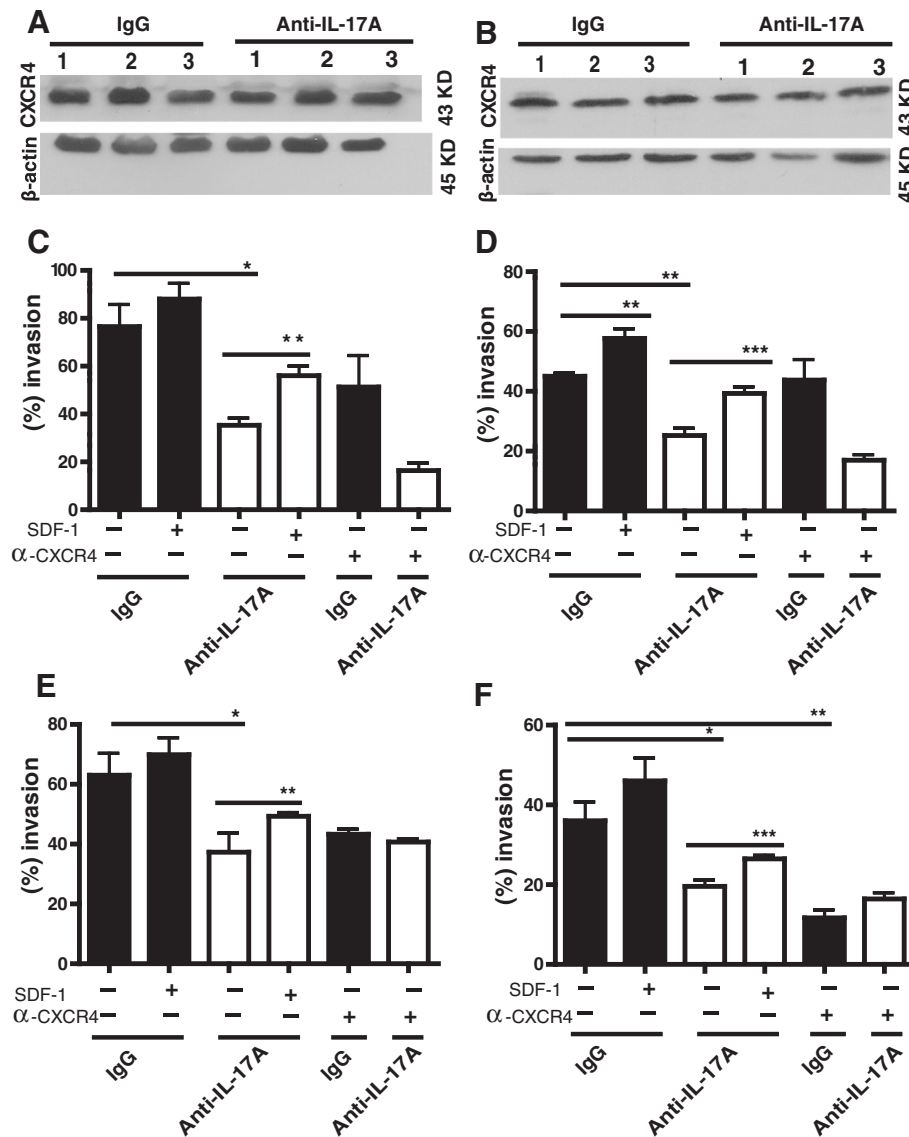 A
IgG Anti-IL-17A
1 2 3 1 2 3
CXCR4
43 KD
β-actin
45 KD
B
IgG Anti-IL-17A
1 2 3 1 2 3
CXCR4
43 KD
β-actin
45 KD
C
(%) invasion
100
80
60
40
20
0
*
* *
SDF-1 – + – + – –
α-CXCR4 – – – – + +
IgG Anti-IL-17A IgG Anti-IL-17A
D
(%) invasion
80
60
40
20
0
**
**
***
SDF-1 – + – + – –
α-CXCR4 – – – – + +
IgG Anti-IL-17A IgG Anti-IL-17A
E
(%) invasion
80
60
40
20
0
*
**
SDF-1 – + – + – –
α-CXCR4 – – – – + +
IgG Anti-IL-17A IgG Anti-IL-17A
F
(%) invasion
60
40
20
0
**
*
***
SDF-1 – + – + – –
α-CXCR4 – – – – + +
IgG Anti-IL-17A IgG Anti-IL-17A